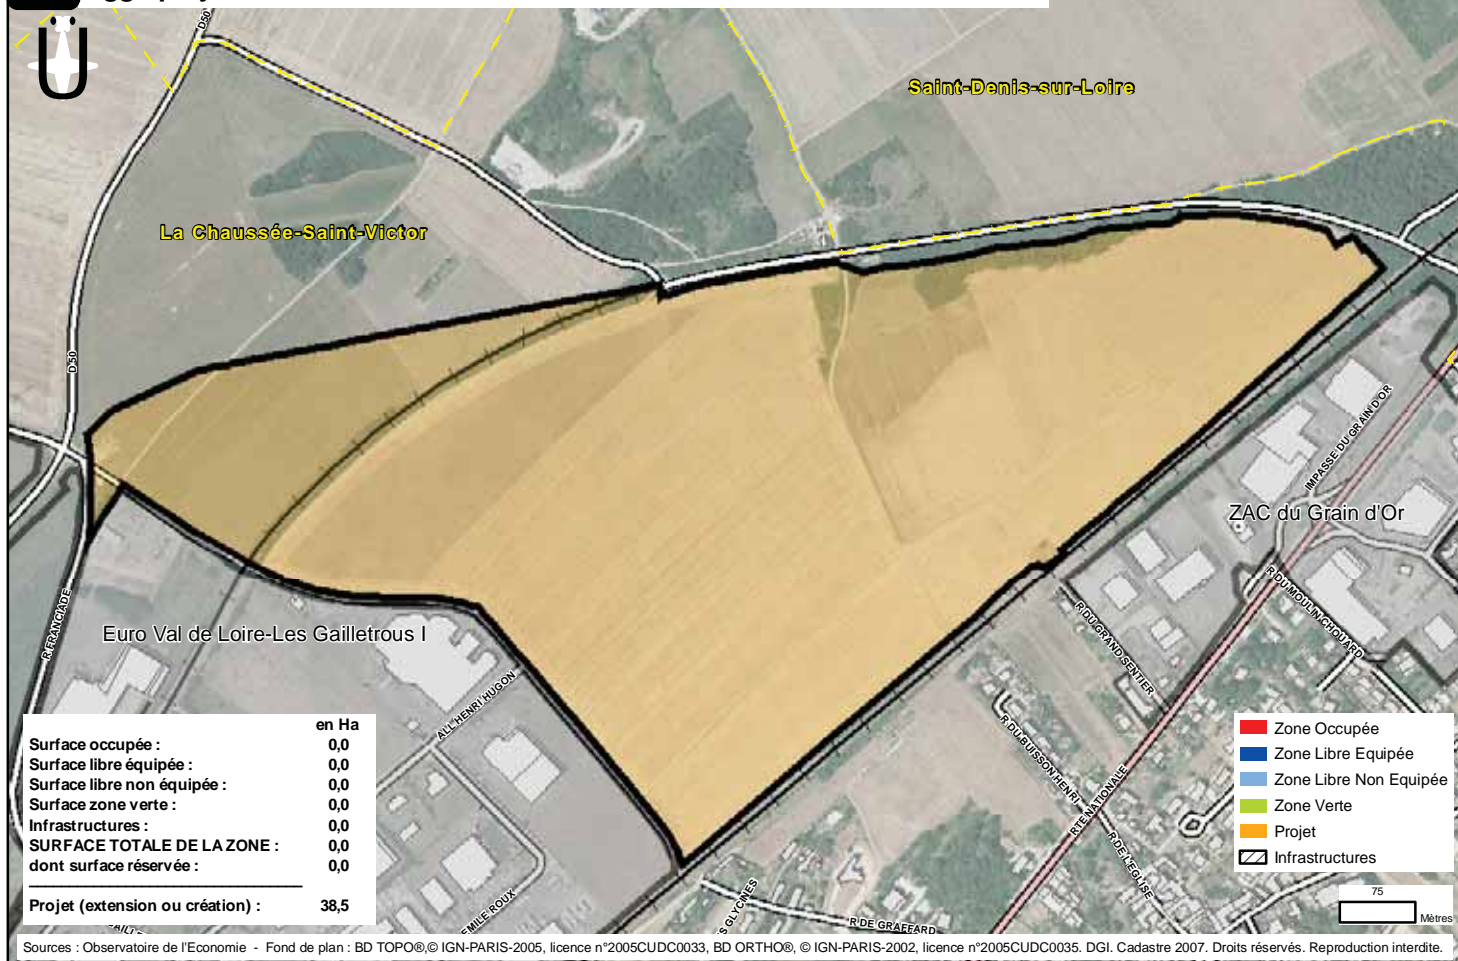 D50
Saint-Denis-sur-Loire
La Chaussée-Saint-Victor
D 50
IMPASSE DU GRAIN D'OR
ZAC du Grain d'Or
R DU MOULIN CHOUARD
R FRANCIADE
Euro Val de Loire-Les Gailletrous I
R DU GRAND SENTIER
ALL HENRI HUGON
R DU BUISSON HENRI
RTE NATIONALE
R DE L'EGLISE
EMILE ROUX
GLYCINES
R DE GRAFFARD
en Ha
Surface occupée : 0,0
Surface libre équipée : 0,0
Surface libre non équipée : 0,0
Surface zone verte : 0,0
Infrastructures : 0,0
SURFACE TOTALE DE LA ZONE : 0,0
dont surface réservée : 0,0
Projet (extension ou création) : 38,5
Zone Occupée
Zone Libre Equipée
Zone Libre Non Equipée
Zone Verte
Projet
Infrastructures
75
Mètres
Sources : Observatoire de l'Economie - Fond de plan : BD TOPO®,© IGN-PARIS-2005, licence n°2005CUDC0033, BD ORTHO®, © IGN-PARIS-2002, licence n°2005CUDC0035. DGI. Cadastre 2007. Droits réservés. Reproduction interdite.